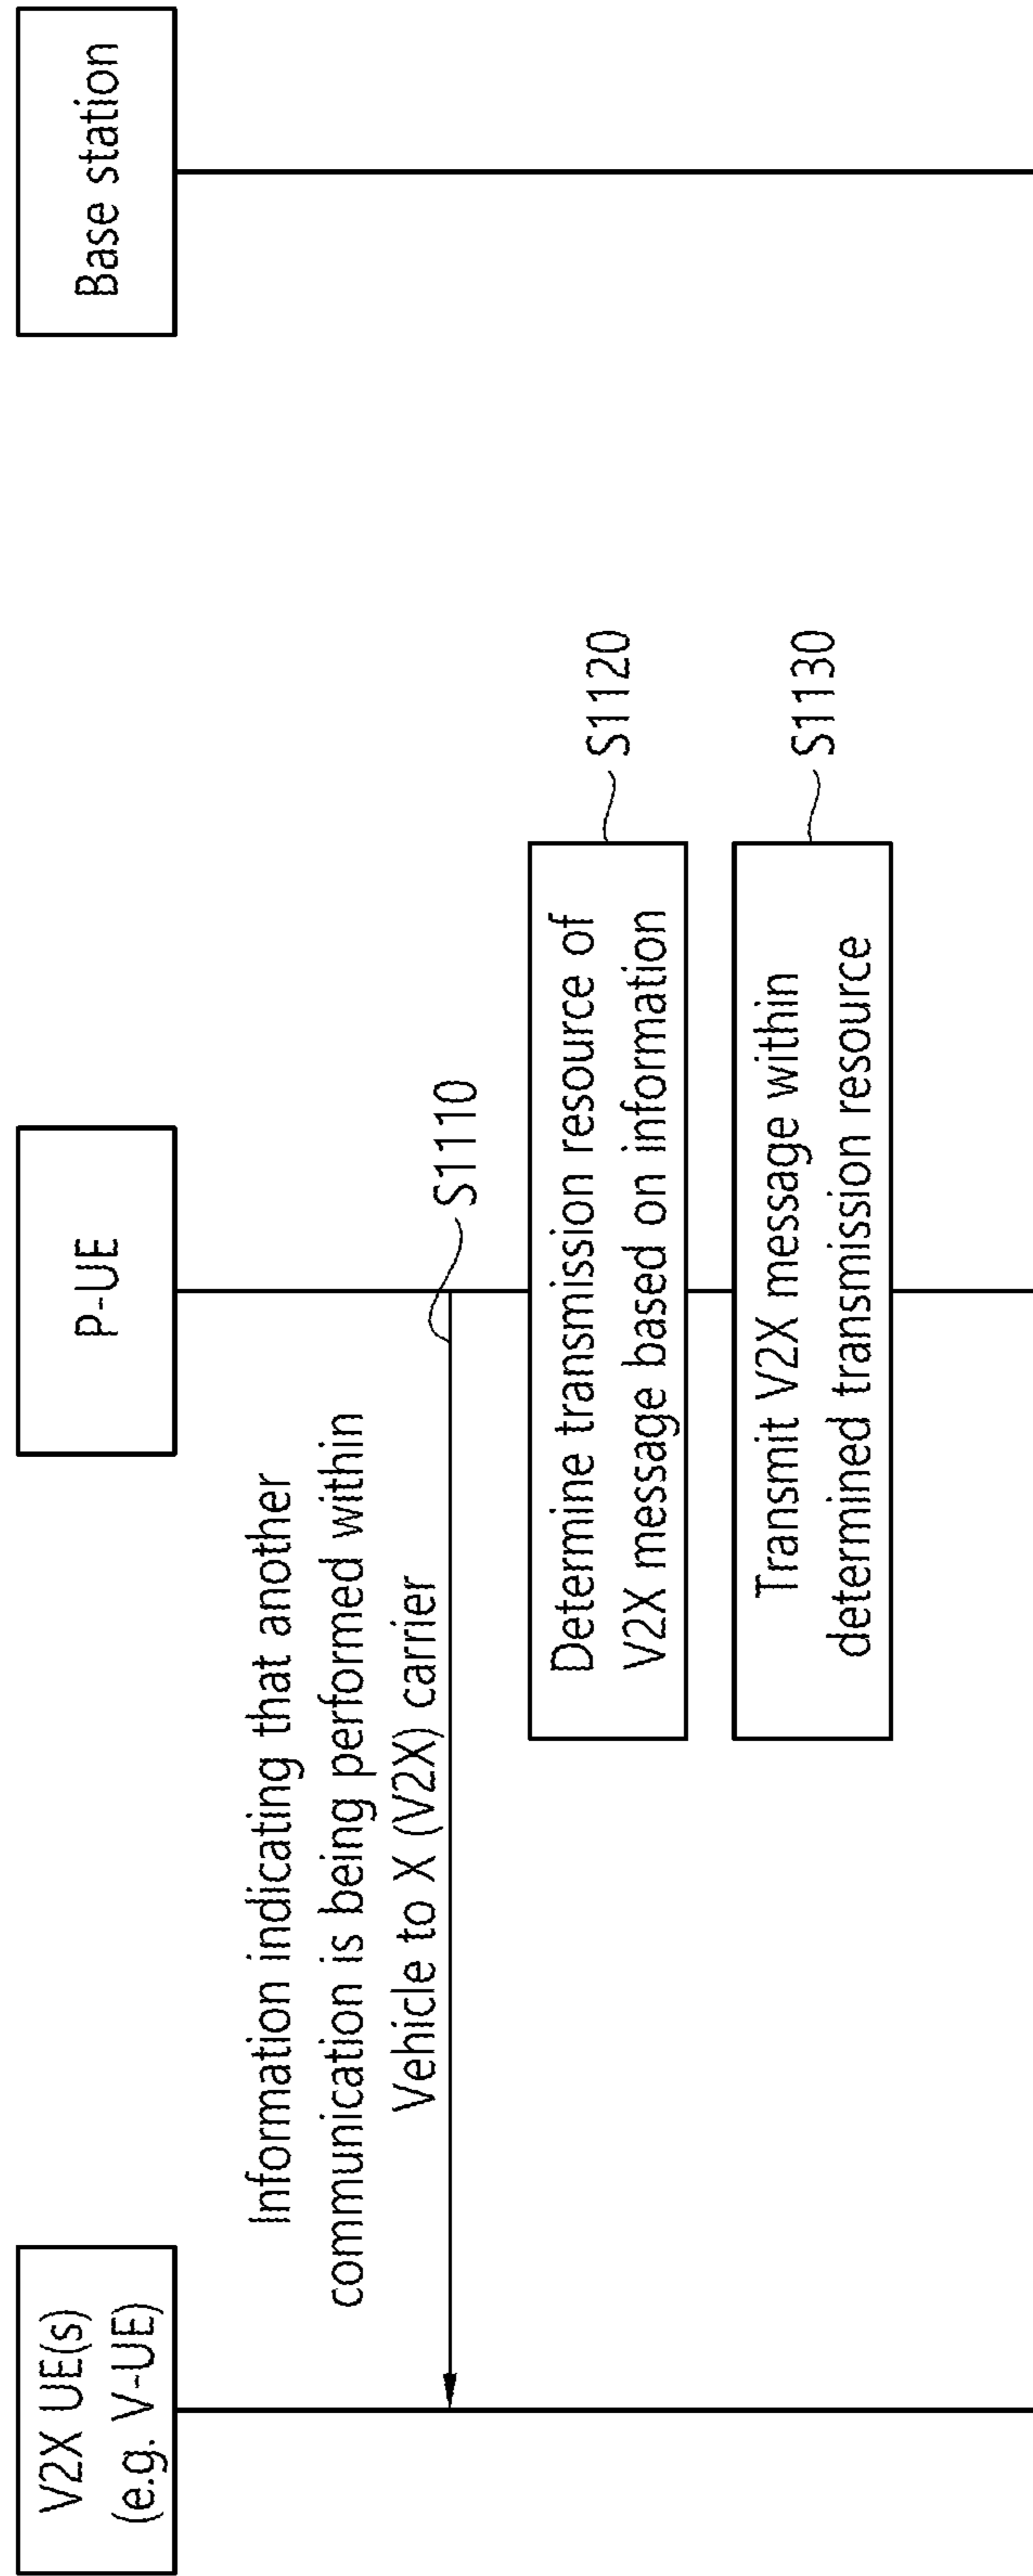 V2X UE(s)
(e.g. V-UE)
P-UE
Base station
Information indicating that another
communication is being performed within
Vehicle to X (V2X) carrier
S1110
Determine transmission resource of
V2X message based on information
S1120
Transmit V2X message within
determined transmission resource
S1130